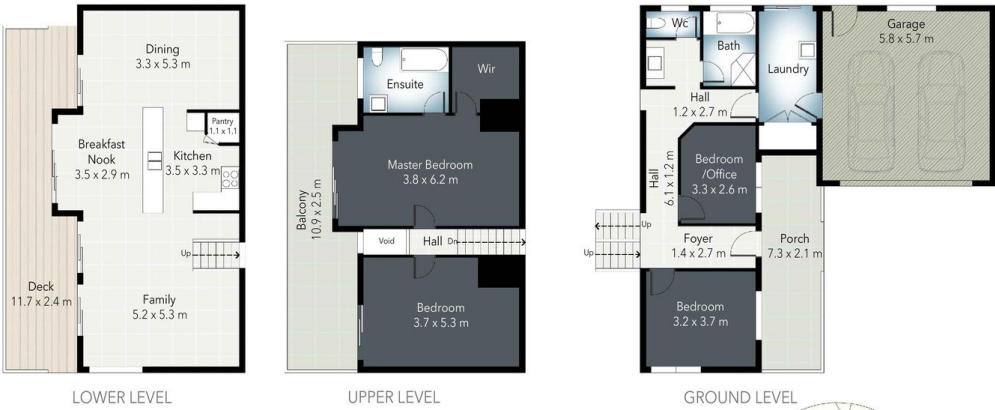 Dining
3.3 x 5.3 m
Pantry
1.1 x 1.1
Breakfast
Nook
3.5 x 2.9 m
Kitchen
3.5 x 3.3 m
Up
Deck
11.7 x 2.4 m
Family
5.2 x 5.3 m
LOWER LEVEL
Ensuite
Wir
Master Bedroom
3.8 x 6.2 m
Balcony
10.9 x 2.5 m
Void
Hall
Dn
Bedroom
3.7 x 5.3 m
UPPER LEVEL
Wc
Bath
Laundry
Garage
5.8 x 5.7 m
Hall
1.2 x 2.7 m
Hall
6.1 x 1.2 m
Bedroom
/Office
3.3 x 2.6 m
Up
Up
Foyer
1.4 x 2.7 m
Porch
7.3 x 2.1 m
Bedroom
3.2 x 3.7 m
GROUND LEVEL